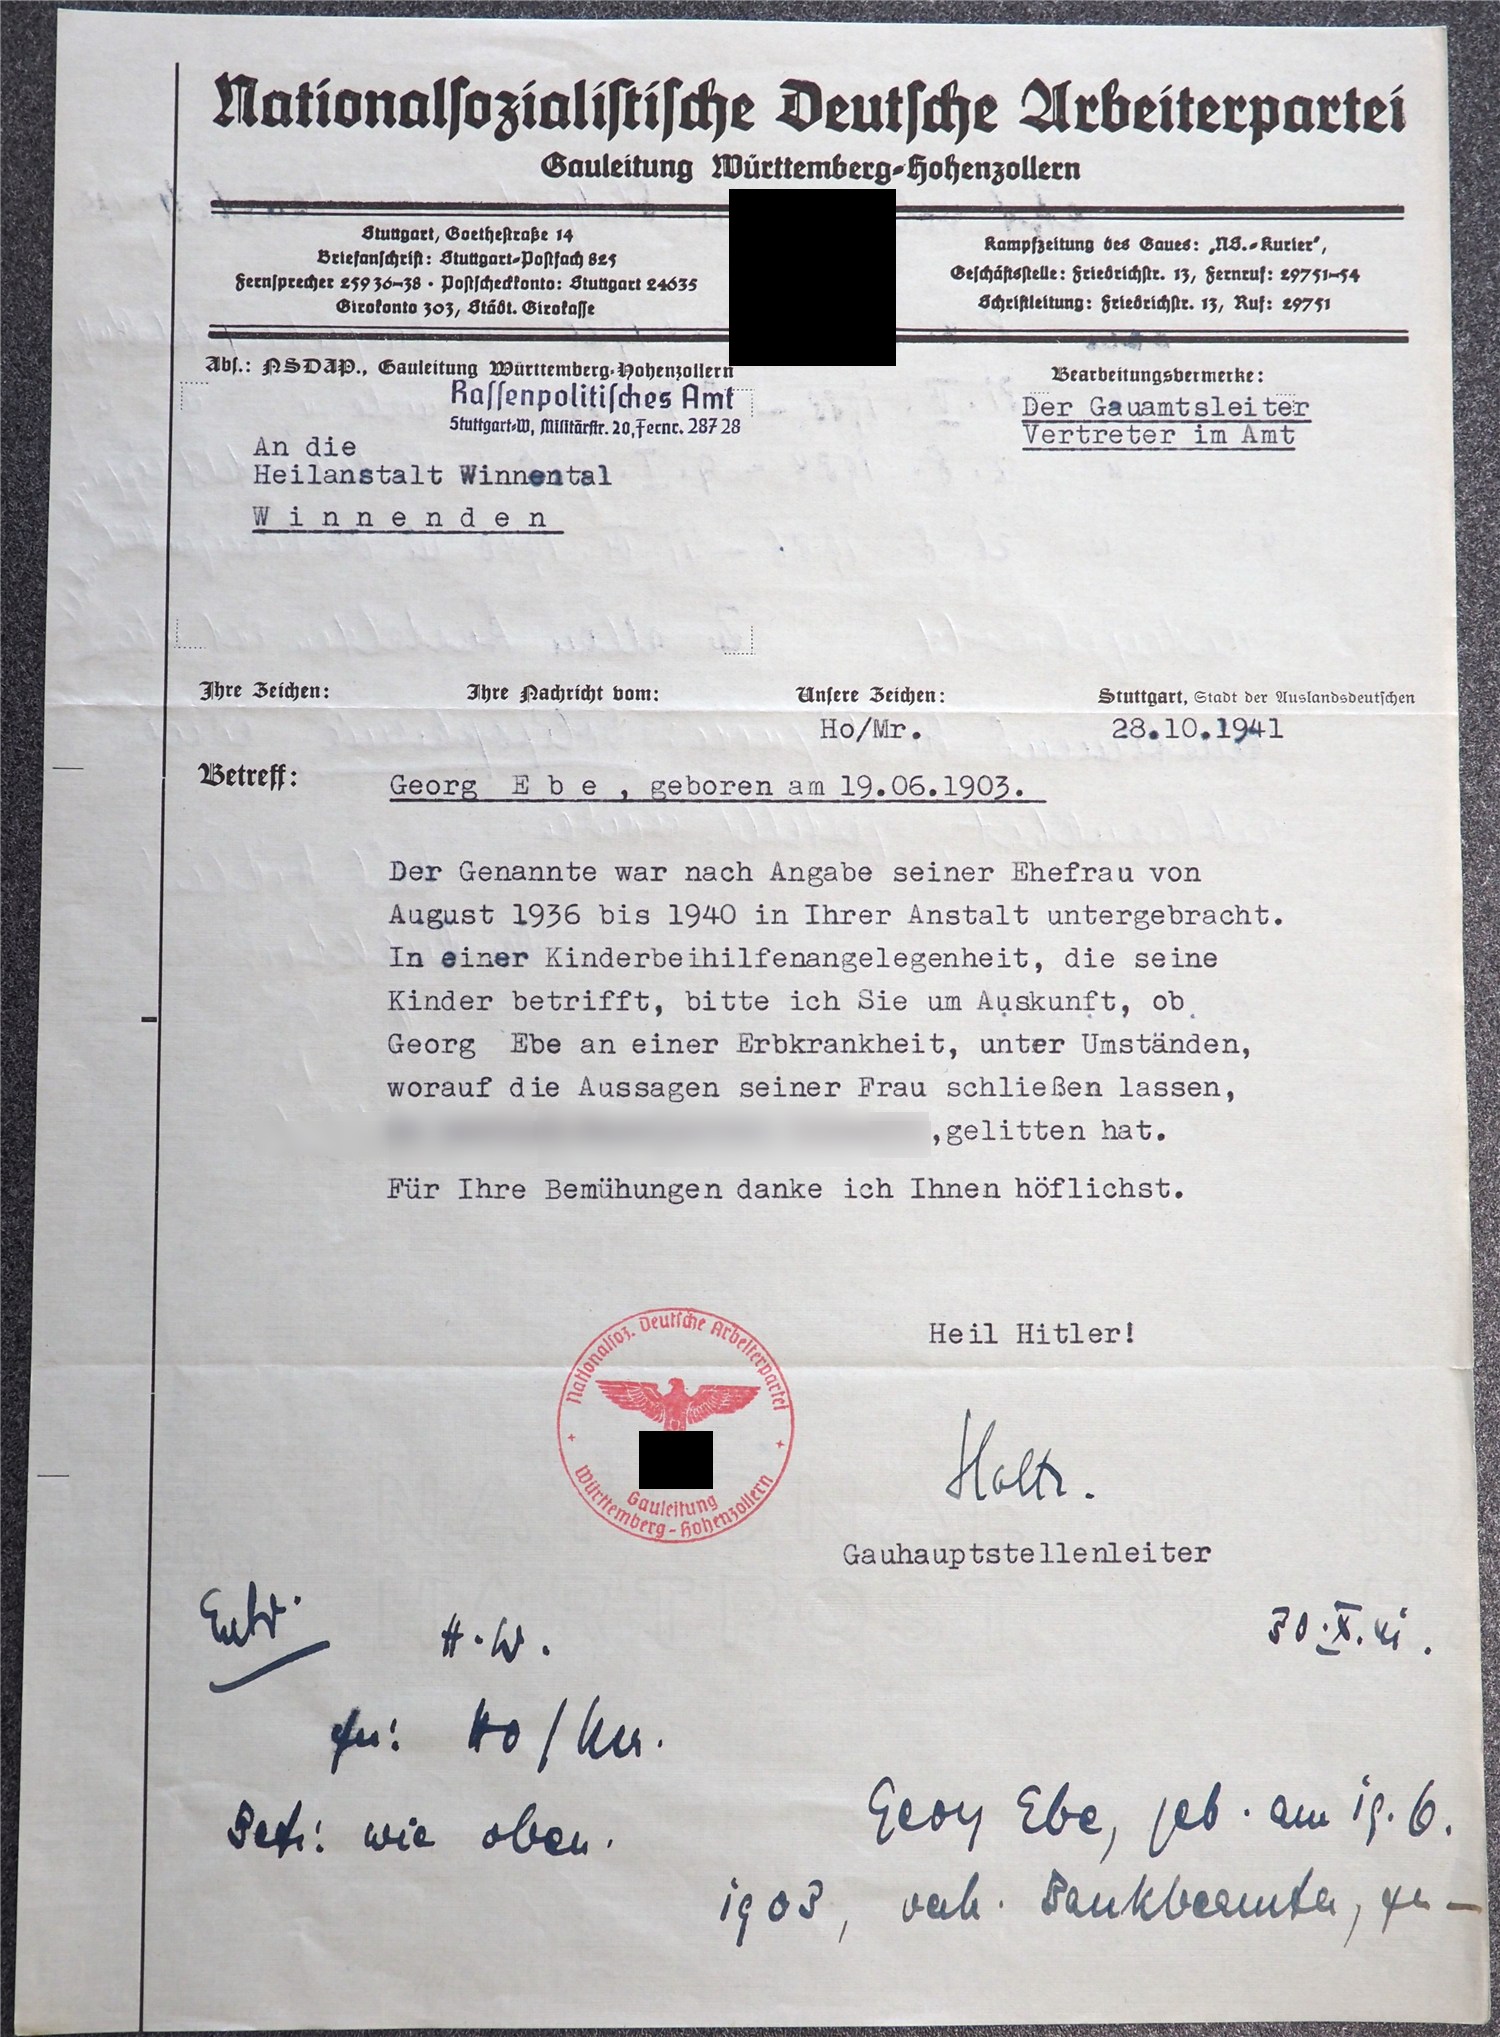 Nationalsozialistische Deutsche Arbeiterpartei
Gauleitung Württemberg-Hohenzollern
Stuttgart, Goethestraße 14
Briefanschrift: Stuttgart-Postfach 825
Fernsprecher 25936-38 · Postscheckkonto: Stuttgart 24635
Girokonto 303, Städt. Girokasse
Kampfzeitung des Gaues: „NS.-Kurier",
Geschäftsstelle: Friedrichstr. 13, Fernruf: 29751-54
Schriftleitung: Friedrichstr. 13, Ruf: 29751
Abs.: NSDAP., Gauleitung Württemberg-Hohenzollern
Rassenpolitisches Amt
Stuttgart-W, Militärstr. 20, Fernr. 287 28
Bearbeitungsvermerke:
Der Gauamtsleiter
Vertreter im Amt
An die
Heilanstalt Winnental
Winnenden
Ihre Zeichen: Ihre Nachricht vom: Unsere Zeichen: Stuttgart, Stadt der Auslandsdeutschen
Ho/Mr. 28.10.1941
Betreff: Georg Ebe, geboren am 19.06.1903.
Der Genannte war nach Angabe seiner Ehefrau von
August 1936 bis 1940 in Ihrer Anstalt untergebracht.
In einer Kinderbeihilfenangelegenheit, die seine
Kinder betrifft, bitte ich Sie um Auskunft, ob
Georg Ebe an einer Erbkrankheit, unter Umständen,
worauf die Aussagen seiner Frau schließen lassen,
,gelitten hat.
Für Ihre Bemühungen danke ich Ihnen höflichst.
Heil Hitler!
Nationalsoz. Deutsche Arbeiterpartei
Gauleitung
Württemberg-Hohenzollern
Gauhauptstellenleiter
H.W. 30.X.41.
Ho/
Betr: wie oben.
Georg Ebe, geb. am 19.6.
1903, verh. Bankbeamter,